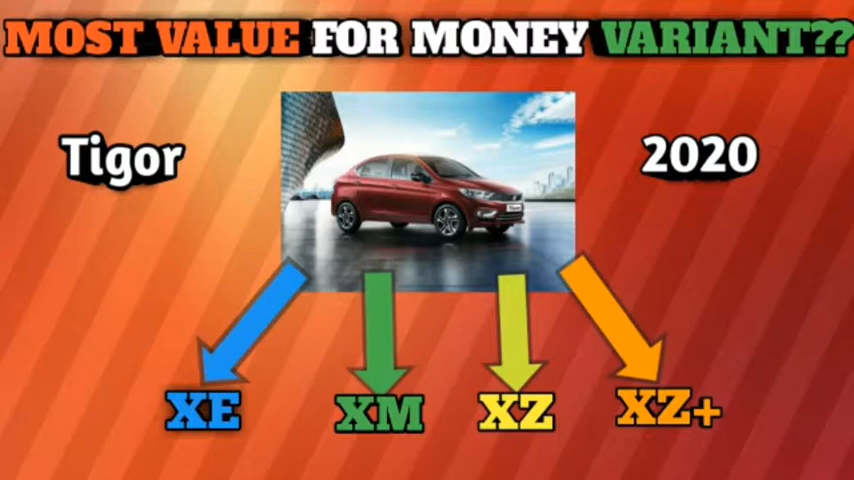 MOST VALUE FOR MONEY VARIANT??
Tigor
2020
XE
XM
XZ
XZ+